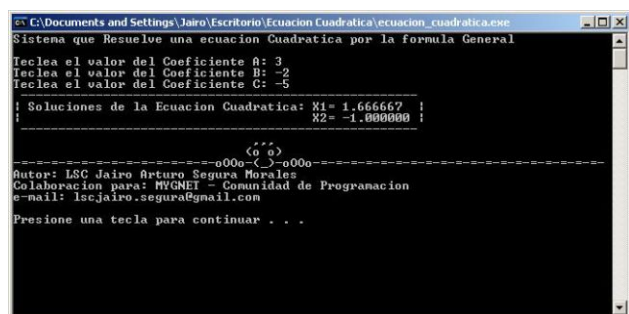 C:\Documents and Settings\Jairo\Escritorio\Ecuacion Cuadratica\ecuacion_cuadratica.exe
Sistema que Resuelve una ecuacion Cuadratica por la formula General
Teclea el valor del Coeficiente A: 3
Teclea el valor del Coeficiente B: -2
Teclea el valor del Coeficiente C: -5
---------------------------------------------------------
| Soluciones de la Ecuacion Cuadratica: X1= 1.666667 |
| X2= -1.000000 |
---------------------------------------------------------
,,,
(o o)
-=-=-=-=-=-=-=-=-=-=-=-=-oOOo-(_)-oOOo-=-=-=-=-=-=-=-=-=-=-=-=-=-=-=-=-=-=-
Autor: LSC Jairo Arturo Segura Morales
Colaboracion para: MYGNET - Comunidad de Programacion
e-mail: lscjairo.segura@gmail.com
Presione una tecla para continuar . . .